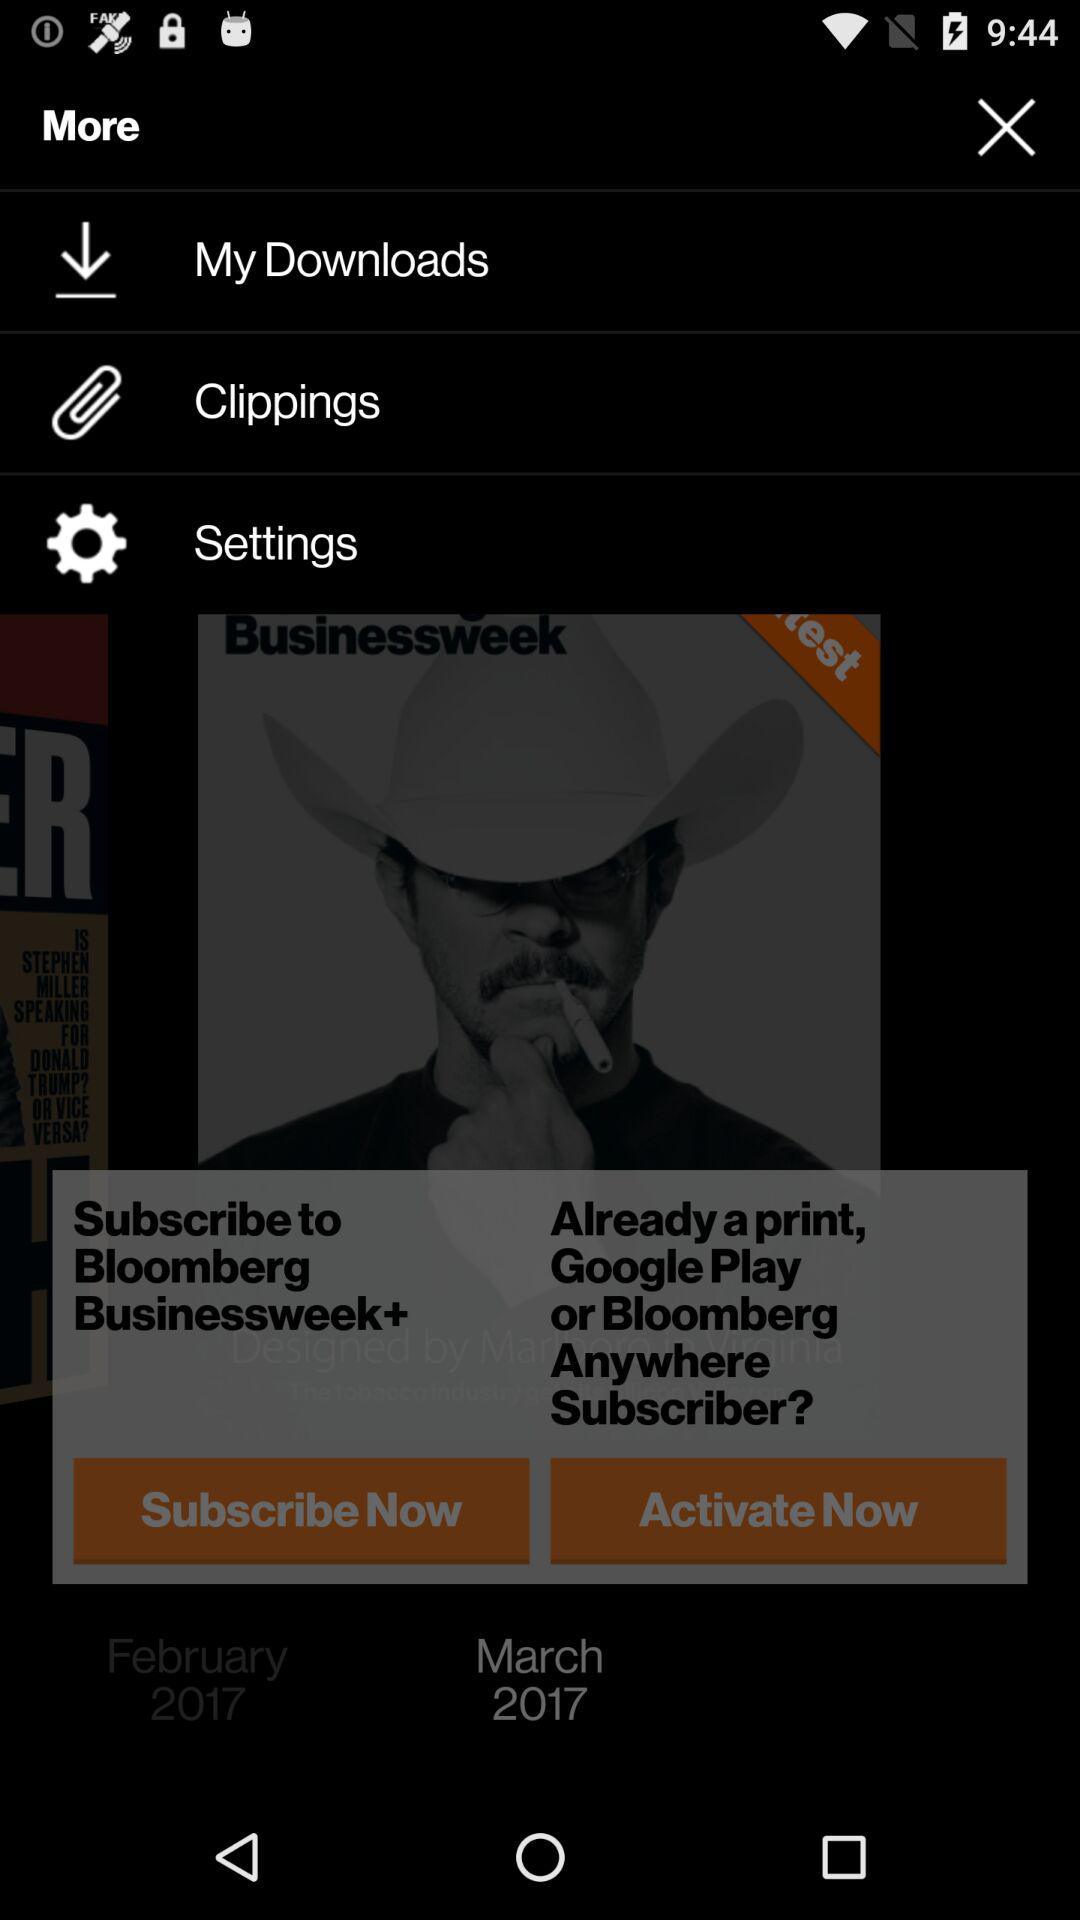 FAKE
9:44
More
My Downloads
Clippings
Settings
Businessweek
test
ER
IS
STEPHEN
MILLER
SPEAKING
FOR
DONALD
TRUMP?
OR VICE
VERSA?
Subscribe to
Bloomberg
Businessweek+
Already a print,
Google Play
or Bloomberg
Anywhere
Subscriber?
Designed by Marlboro in Virginia
The tobacco industry
Subscribe Now
Activate Now
February
2017
March
2017